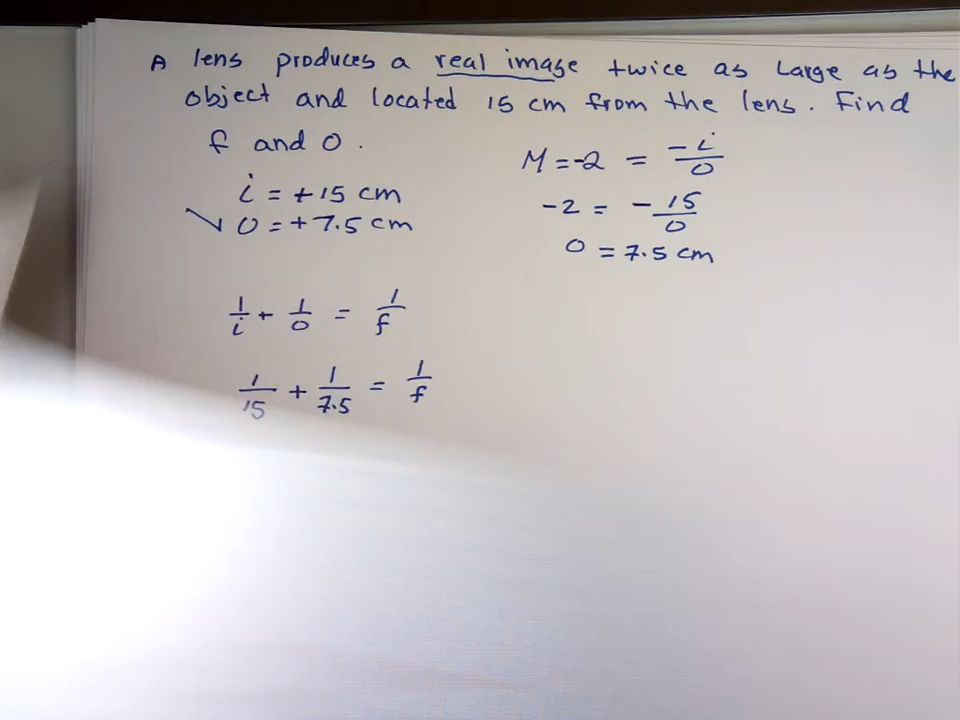 A lens produces a real image twice as large as the
object and located 15 cm from the lens. Find
f and o.
M = -2 = -i/o
i = +15 cm
-2 = -15/o
o = +7.5 cm
o = 7.5 cm
1/i + 1/o = 1/f
1/15 + 1/7.5 = 1/f